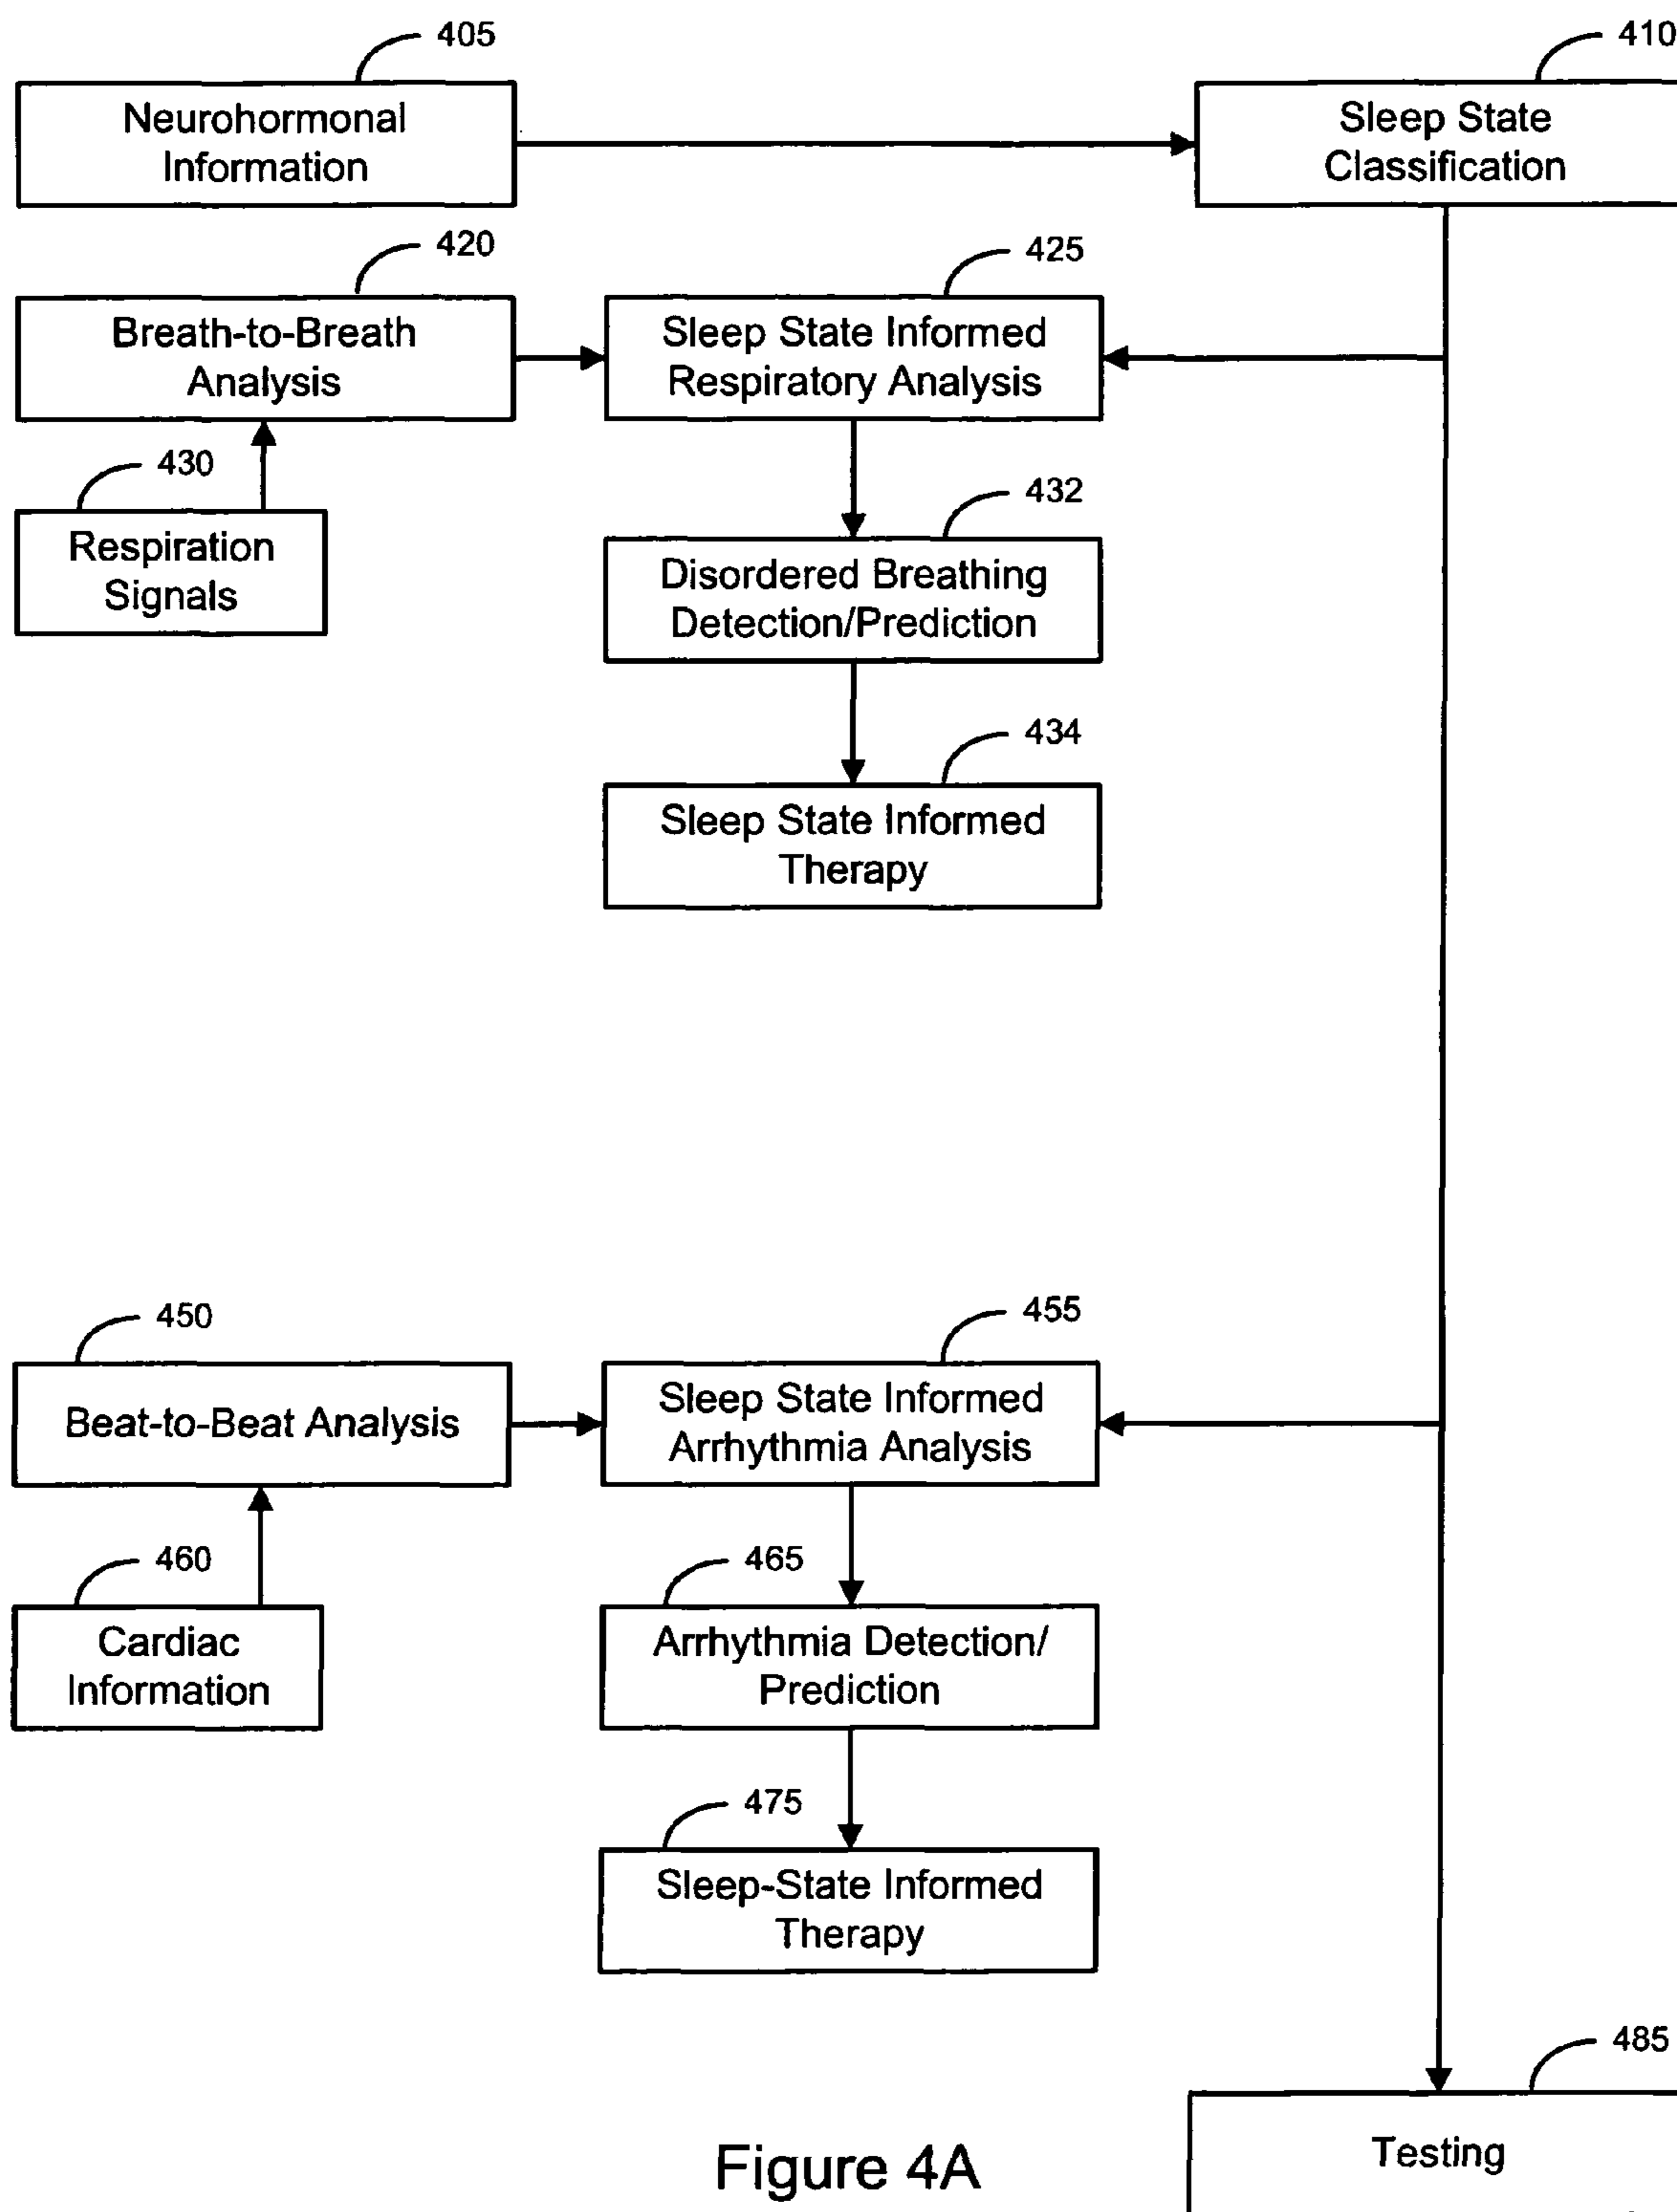 405
410
Neurohormonal
Information
Sleep State
Classification
420
425
Breath-to-Breath
Analysis
Sleep State Informed
Respiratory Analysis
430
432
Respiration
Signals
Disordered Breathing
Detection/Prediction
434
Sleep State Informed
Therapy
450
455
Beat-to-Beat Analysis
Sleep State Informed
Arrhythmia Analysis
460
465
Cardiac
Information
Arrhythmia Detection/
Prediction
475
Sleep-State Informed
Therapy
485
Testing
Figure 4A